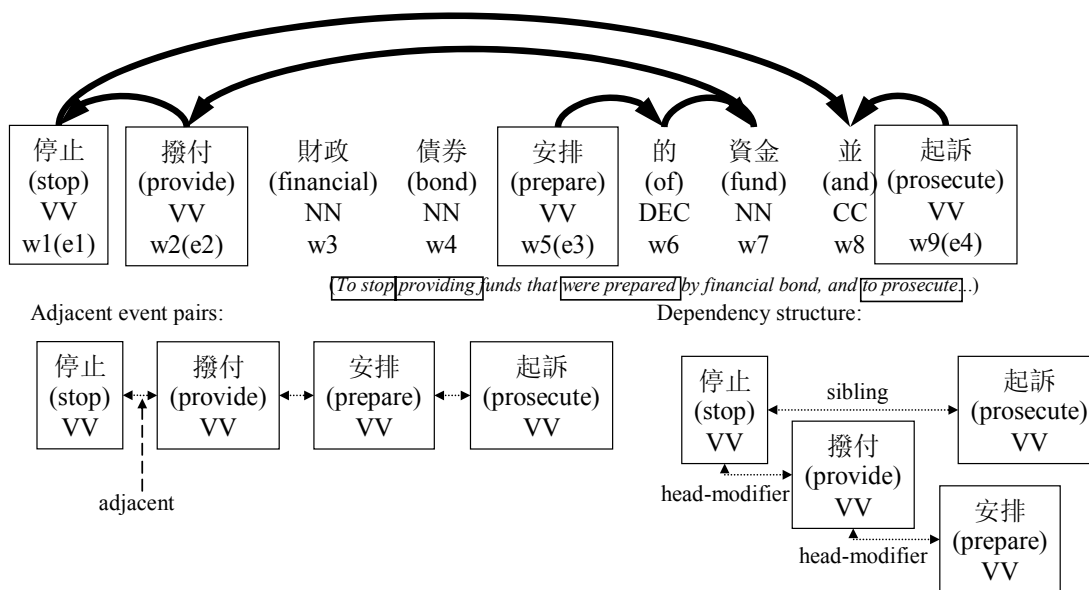 停止 撥付 財政 債券 安排 的 資金 並 起訴
(stop) (provide) (financial) (bond) (prepare) (of) (fund) (and) (prosecute)
VV VV NN NN VV DEC NN CC VV
w1(e1) w2(e2) w3 w4 w5(e3) w6 w7 w8 w9(e4)
(To stop providing funds that were prepared by financial bond, and to prosecute...)
Adjacent event pairs:
停止 撥付 安排 起訴
(stop) (provide) (prepare) (prosecute)
VV VV VV VV
adjacent
Dependency structure:
停止 起訴
(stop) sibling (prosecute)
VV VV
撥付
head-modifier (provide)
VV
安排
head-modifier (prepare)
VV